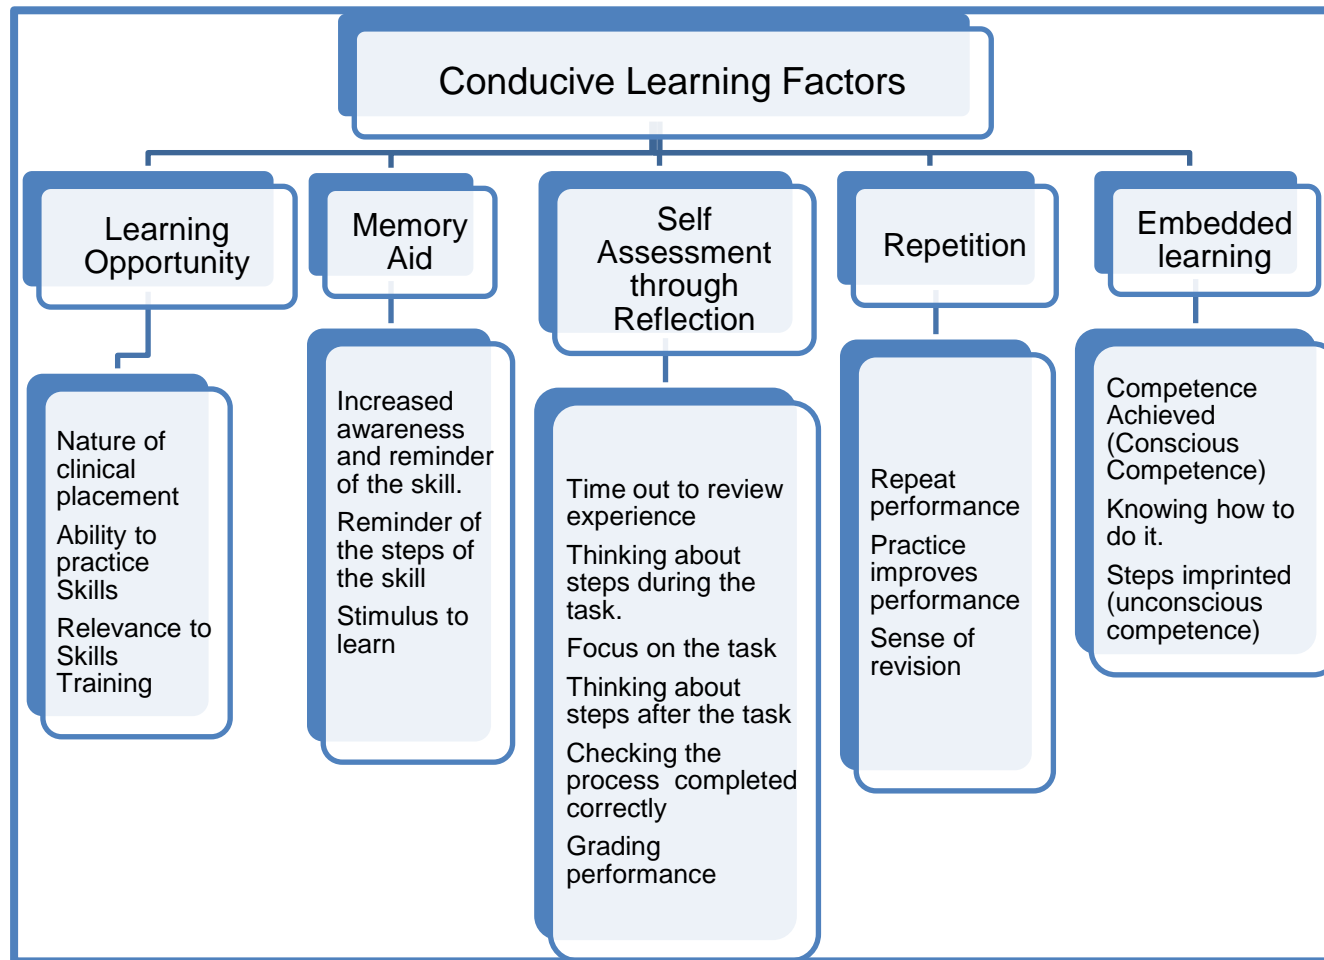 Conducive Learning Factors
Learning
Opportunity
Nature of
clinical
placement
Ability to
practice
Skills
Relevance to
Skills
Training
Memory
Aid
Increased
awareness
and reminder
of the skill.
Reminder of
the steps of
the skill
Stimulus to
learn
Self
Assessment
through
Reflection
Time out to review
experience
Thinking about
steps during the
task.
Focus on the task
Thinking about
steps after the task
Checking the
process completed
correctly
Grading
performance
Repetition
Repeat
performance
Practice
improves
performance
Sense of
revision
Embedded
learning
Competence
Achieved
(Conscious
Competence)
Knowing how to
do it.
Steps imprinted
(unconscious
competence)